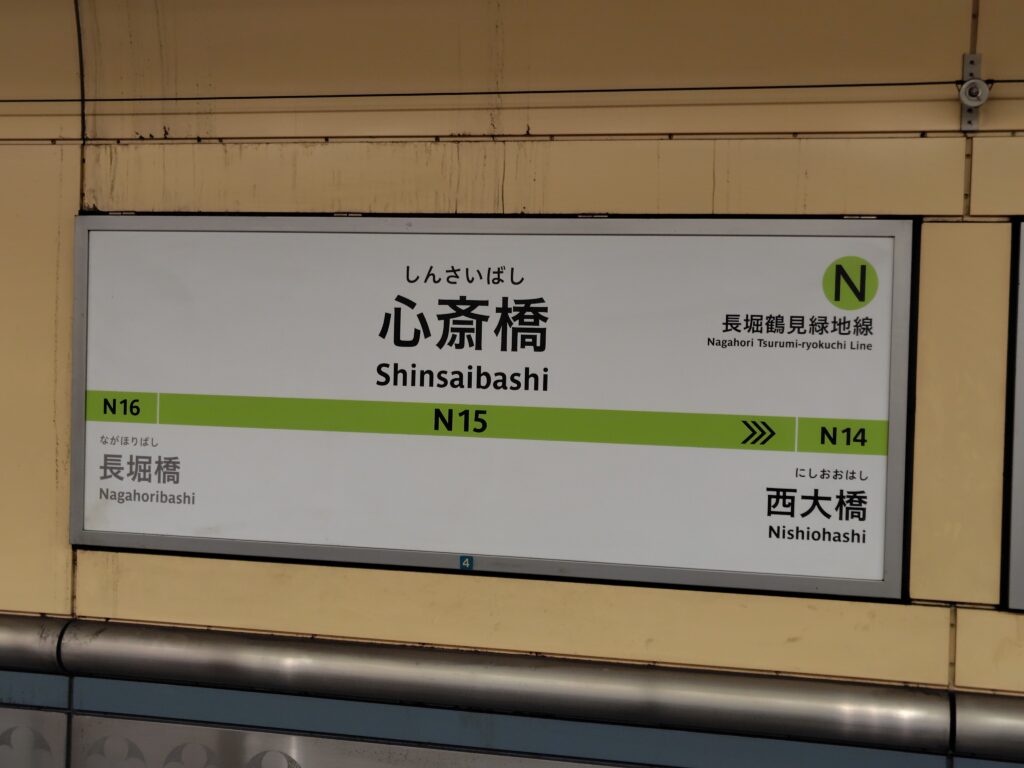 しんさいばし
心斎橋
Shinsaibashi
N
長堀鶴見緑地線
Nagahori Tsurumi-ryokuchi Line
N16
N15
N14
ながほりばし
長堀橋
Nagahoribashi
にしおおはし
西大橋
Nishiohashi
4